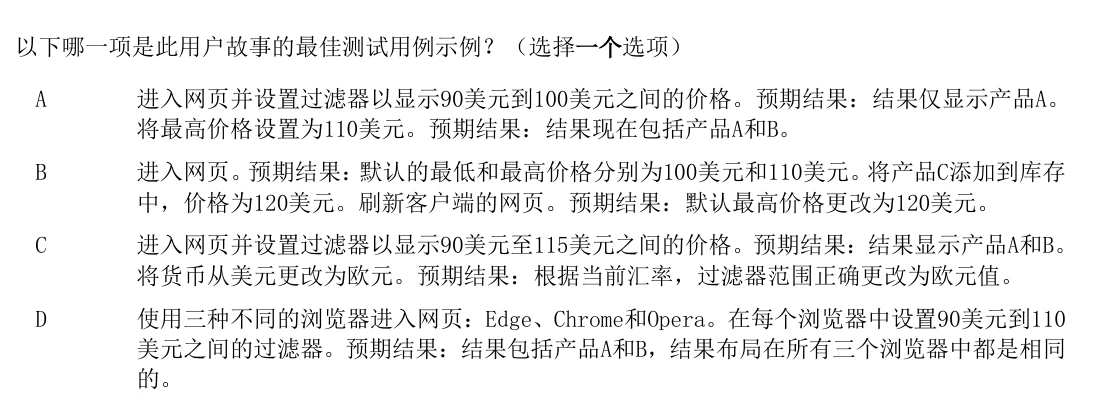 以下哪一项是此用户故事的最佳测试用例示例？（选择一个选项）
A 进入网页并设置过滤器以显示90美元到100美元之间的价格。预期结果：结果仅显示产品A。
将最高价格设置为110美元。预期结果：结果现在包括产品A和B。
B 进入网页。预期结果：默认的最低和最高价格分别为100美元和110美元。将产品C添加到库存
中，价格为120美元。刷新客户端的网页。预期结果：默认最高价格更改为120美元。
C 进入网页并设置过滤器以显示90美元至115美元之间的价格。预期结果：结果显示产品A和B。
将货币从美元更改为欧元。预期结果：根据当前汇率，过滤器范围正确更改为欧元值。
D 使用三种不同的浏览器进入网页：Edge、Chrome和Opera。在每个浏览器中设置90美元到110
美元之间的过滤器。预期结果：结果包括产品A和B，结果布局在所有三个浏览器中都是相同
的。